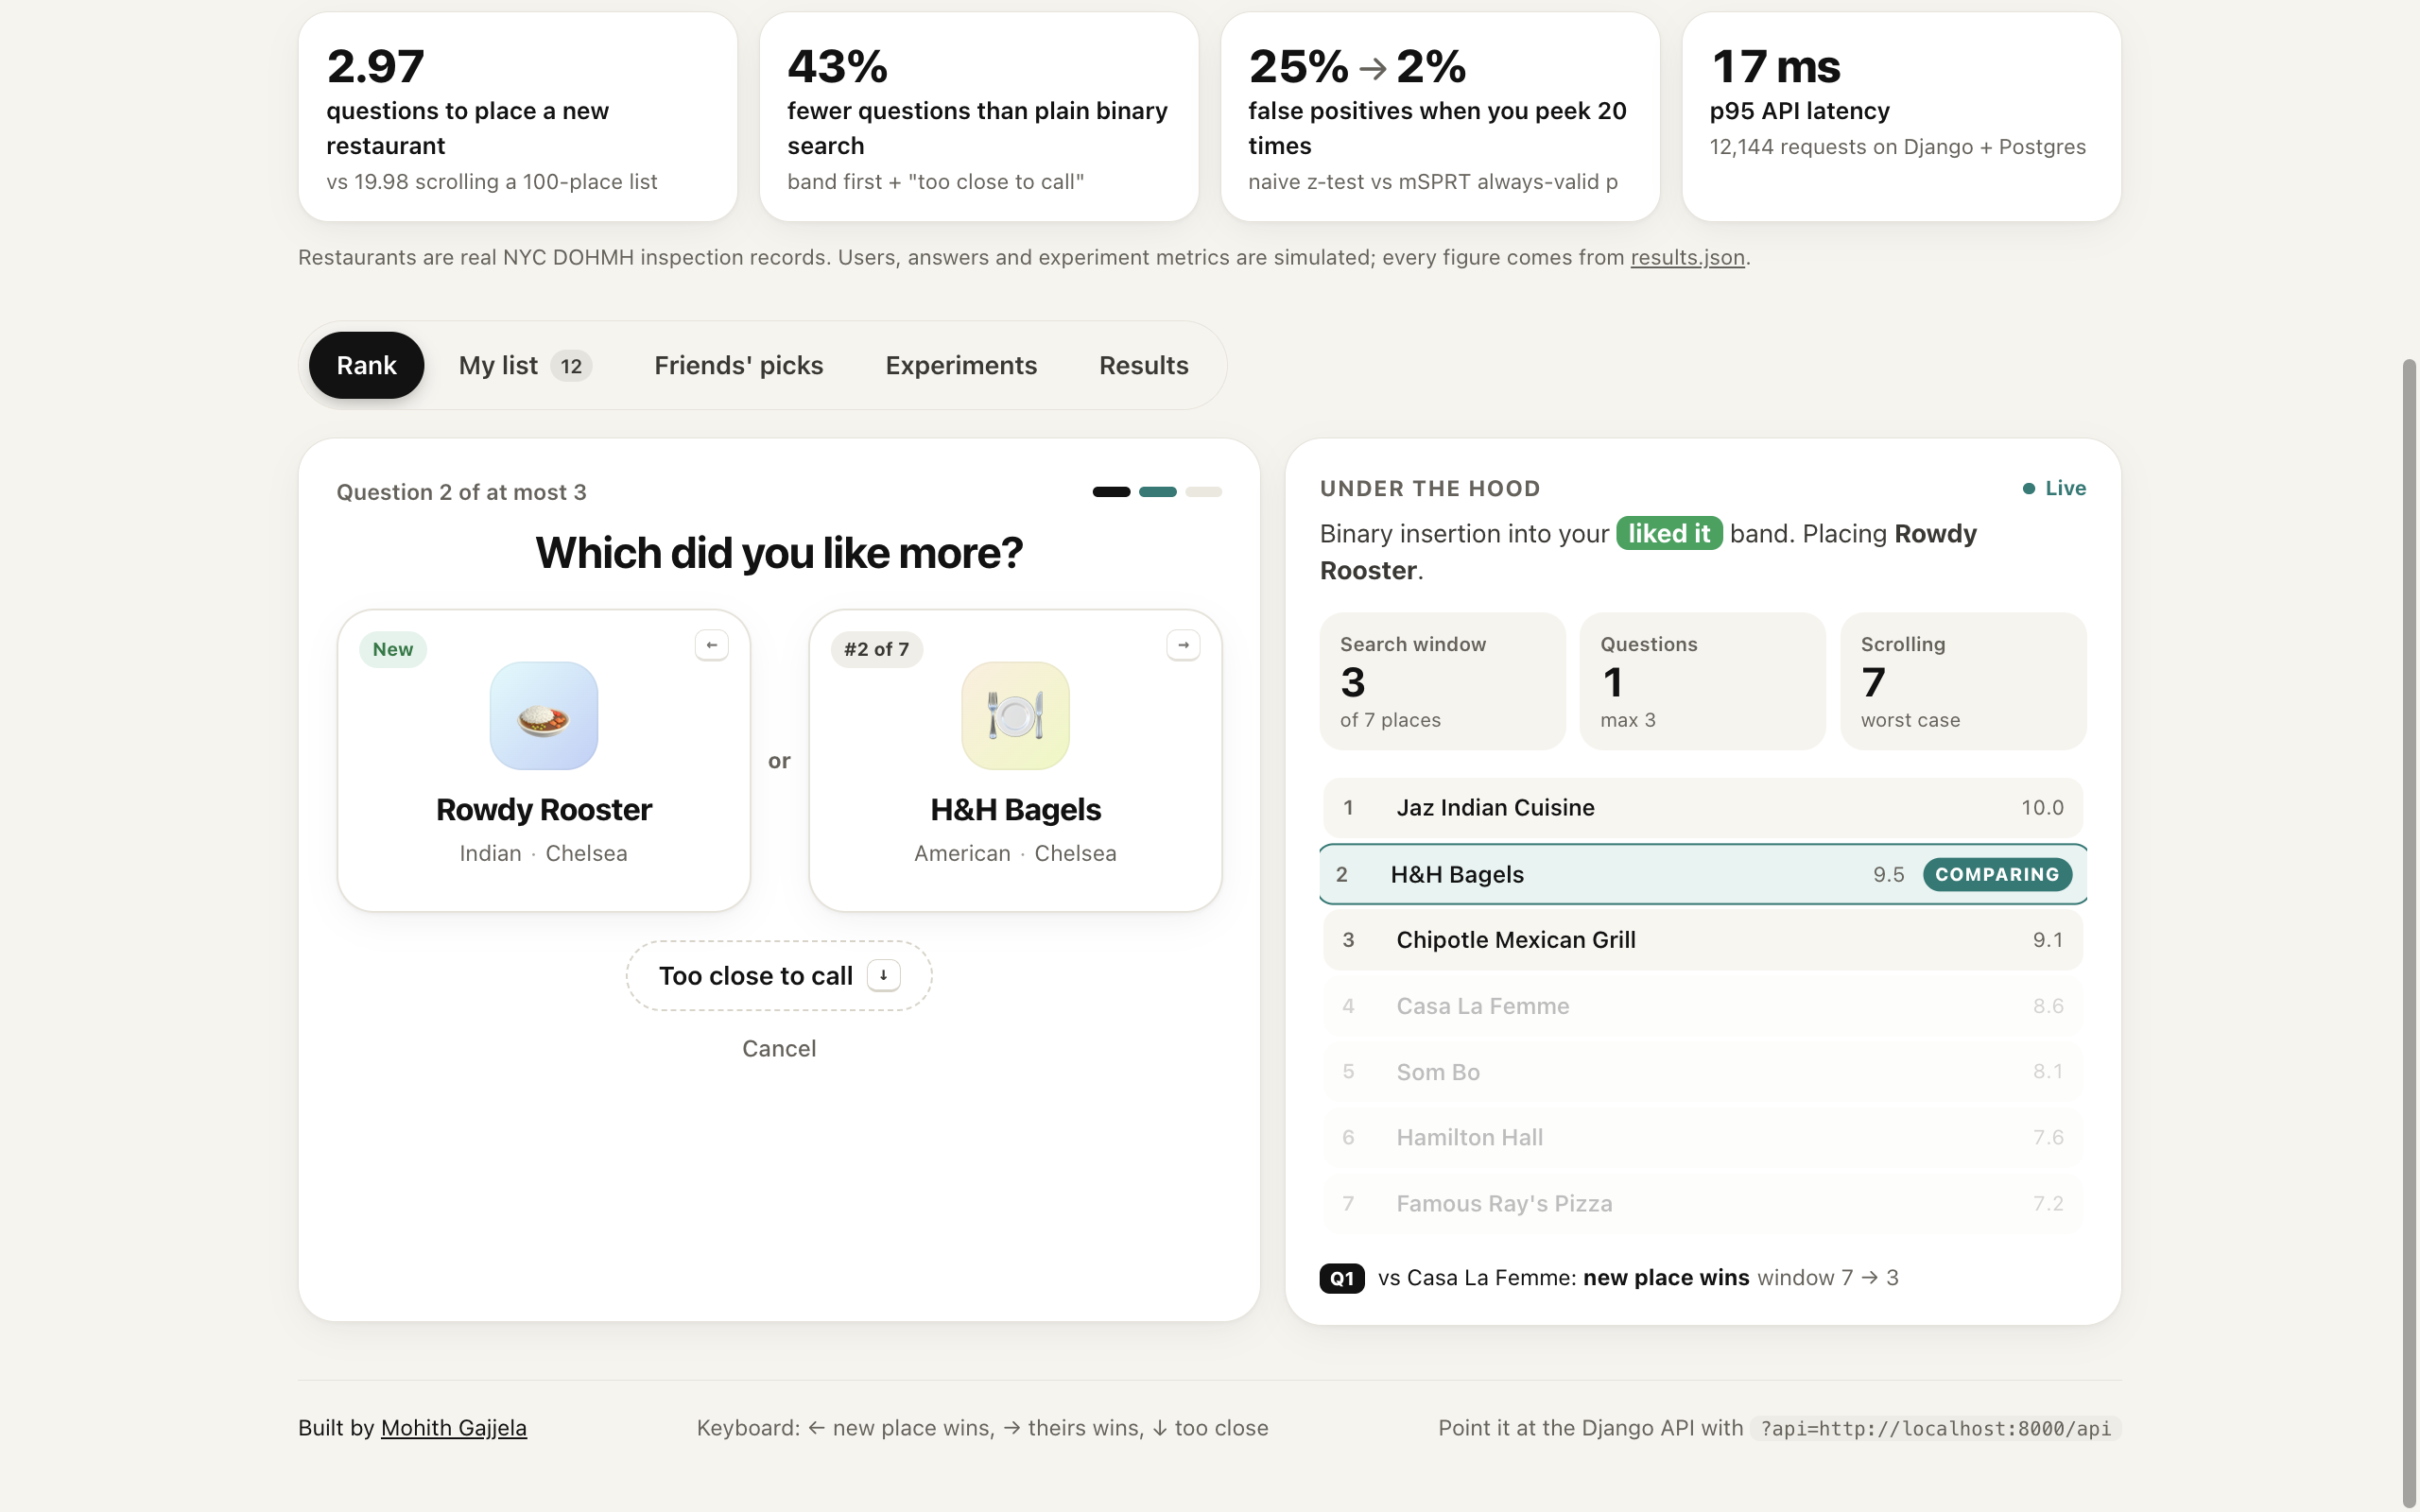 2.97
questions to place a new
restaurant
vs 19.98 scrolling a 100-place list
43%
fewer questions than plain binary
search
band first + "too close to call"
25% → 2%
false positives when you peek 20
times
naive z-test vs mSPRT always-valid p
17 ms
p95 API latency
12,144 requests on Django + Postgres
Restaurants are real NYC DOHMH inspection records. Users, answers and experiment metrics are simulated; every figure comes from results.json.
Rank My list 12 Friends' picks Experiments Results
Question 2 of at most 3
Which did you like more?
New ←
Rowdy Rooster
Indian · Chelsea
or
#2 of 7 →
H&H Bagels
American · Chelsea
Too close to call ↓
Cancel
UNDER THE HOOD Live
Binary insertion into your liked it band. Placing Rowdy
Rooster.
Search window
3
of 7 places
Questions
1
max 3
Scrolling
7
worst case
1 Jaz Indian Cuisine 10.0
2 H&H Bagels 9.5 COMPARING
3 Chipotle Mexican Grill 9.1
4 Casa La Femme 8.6
5 Som Bo 8.1
6 Hamilton Hall 7.6
7 Famous Ray's Pizza 7.2
Q1 vs Casa La Femme: new place wins window 7 → 3
Built by Mohith Gajjela
Keyboard: ← new place wins, → theirs wins, ↓ too close
Point it at the Django API with ?api=http://localhost:8000/api